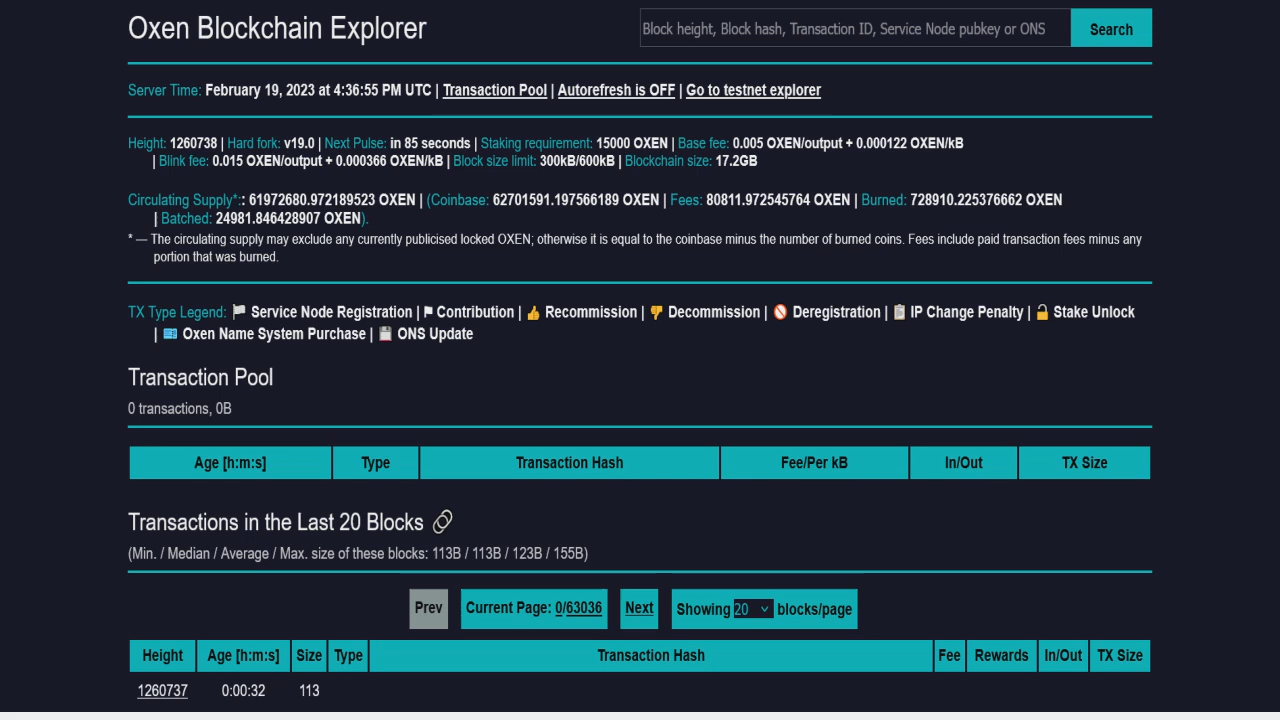 Oxen Blockchain Explorer
Block height, Block hash, Transaction ID, Service Node pubkey or ONS
Search
Server Time: February 19, 2023 at 4:36:55 PM UTC | Transaction Pool | Autorefresh is OFF | Go to testnet explorer
Height: 1260738 | Hard fork: v19.0 | Next Pulse: in 85 seconds | Staking requirement: 15000 OXEN | Base fee: 0.005 OXEN/output + 0.000122 OXEN/kB
| Blink fee: 0.015 OXEN/output + 0.000366 OXEN/kB | Block size limit: 300kB/600kB | Blockchain size: 17.2GB
Circulating Supply*:: 61972680.972189523 OXEN | (Coinbase: 62701591.197566189 OXEN | Fees: 80811.972545764 OXEN | Burned: 728910.225376662 OXEN
| Batched: 24981.846428907 OXEN).
* — The circulating supply may exclude any currently publicised locked OXEN; otherwise it is equal to the coinbase minus the number of burned coins. Fees include paid transaction fees minus any
portion that was burned.
TX Type Legend: 🏴 Service Node Registration | ⚑ Contribution | 👍 Recommission | 👎 Decommission | 🚫 Deregistration | 📋 IP Change Penalty | 🔓 Stake Unlock
| 🎫 Oxen Name System Purchase | 💾 ONS Update
Transaction Pool
0 transactions, 0B
Age [h:m:s] Type Transaction Hash Fee/Per kB In/Out TX Size
Transactions in the Last 20 Blocks 🔗
(Min. / Median / Average / Max. size of these blocks: 113B / 113B / 123B / 155B)
Prev Current Page: 0/63036 Next Showing 20 blocks/page
Height Age [h:m:s] Size Type Transaction Hash Fee Rewards In/Out TX Size
1260737 0:00:32 113